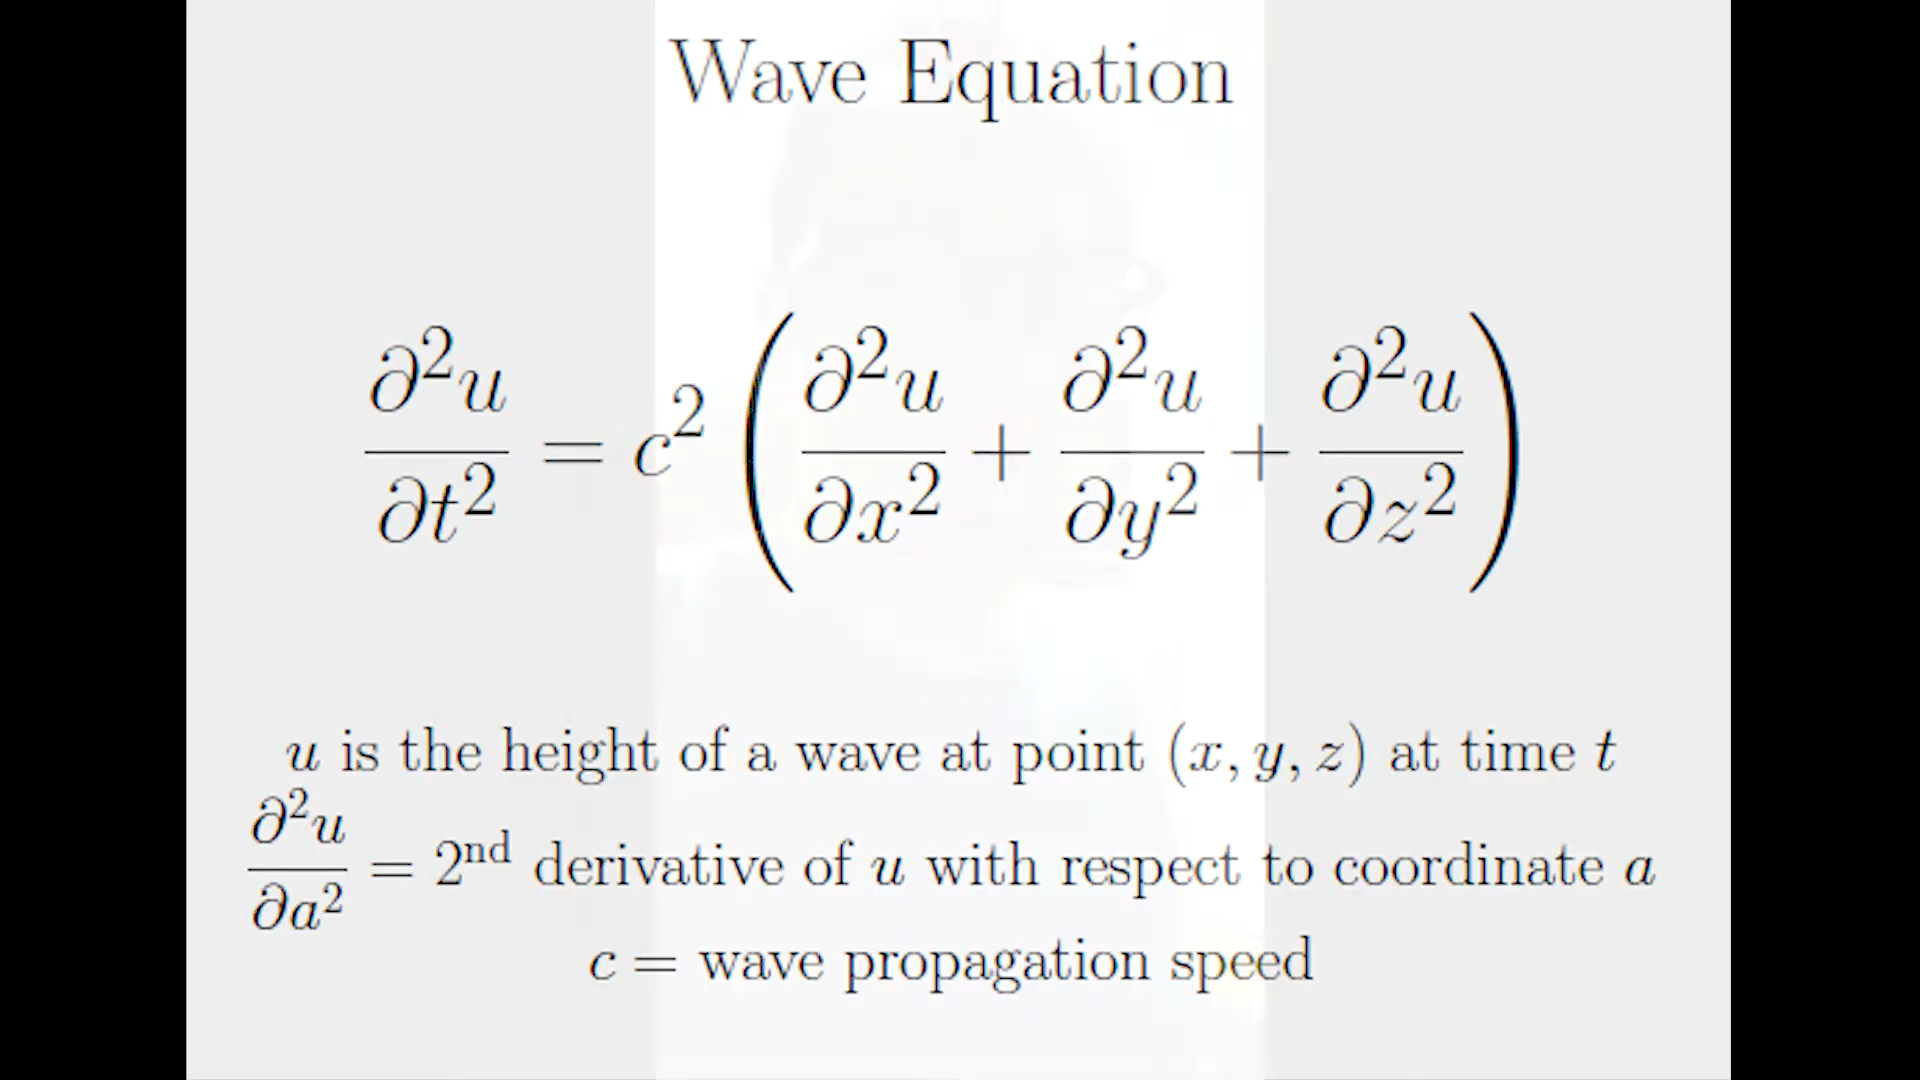 Wave Equation
∂²u/∂t² = c² (∂²u/∂x² + ∂²u/∂y² + ∂²u/∂z²)
u is the height of a wave at point (x, y, z) at time t
∂²u/∂a² = 2ⁿᵈ derivative of u with respect to coordinate a
c = wave propagation speed